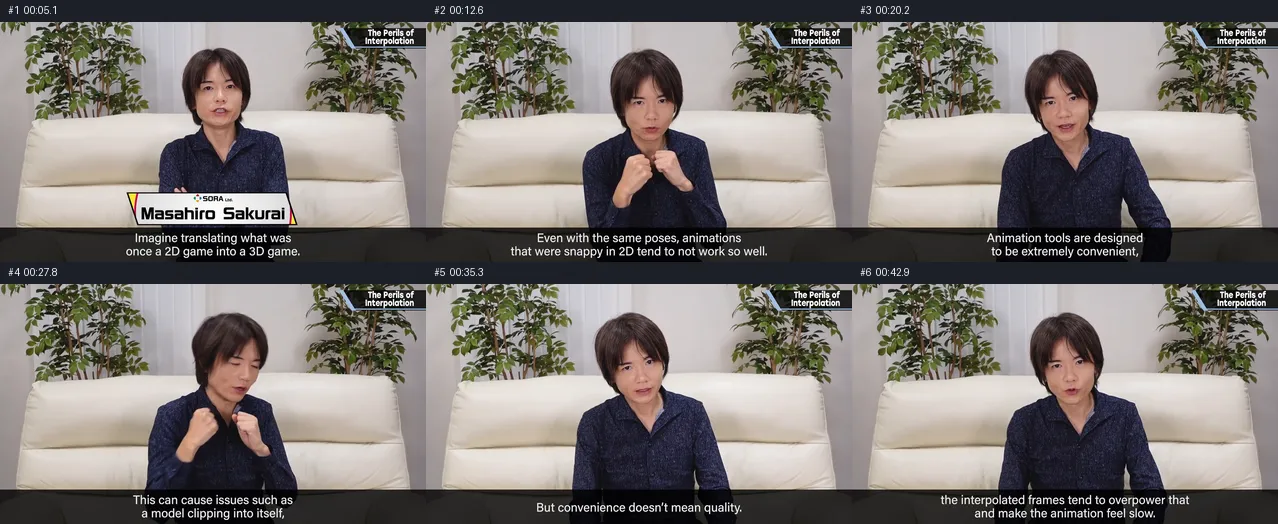 #1 00:05.1
The Perils of
Interpolation
SORA Ltd.
Masahiro Sakurai
Imagine translating what was
once a 2D game into a 3D game.
#2 00:12.6
The Perils of
Interpolation
Even with the same poses, animations
that were snappy in 2D tend to not work so well.
#3 00:20.2
The Perils of
Interpolation
Animation tools are designed
to be extremely convenient,
#4 00:27.8
The Perils of
Interpolation
This can cause issues such as
a model clipping into itself,
#5 00:35.3
The Perils of
Interpolation
But convenience doesn’t mean quality.
#6 00:42.9
The Perils of
Interpolation
the interpolated frames tend to overpower that
and make the animation feel slow.